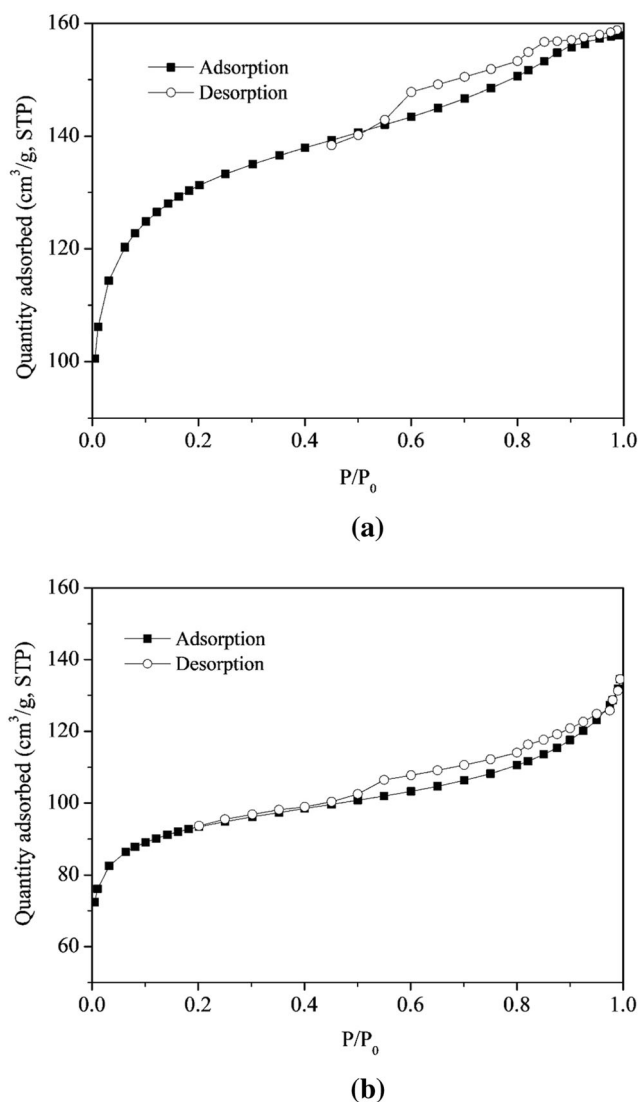 160
140
120
100
Quantity adsorbed (cm³/g, STP)
Adsorption
Desorption
0.0 0.2 0.4 0.6 0.8 1.0
P/P₀
(a)
160
140
120
100
80
60
Quantity adsorbed (cm³/g, STP)
Adsorption
Desorption
0.0 0.2 0.4 0.6 0.8 1.0
P/P₀
(b)